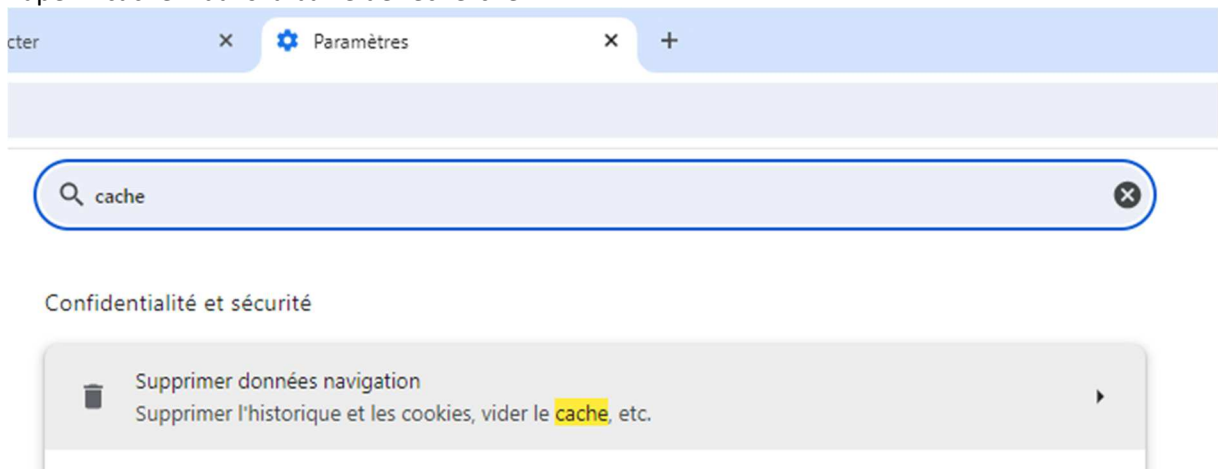 cter
Paramètres
cache
Confidentialité et sécurité
Supprimer données navigation
Supprimer l'historique et les cookies, vider le cache, etc.